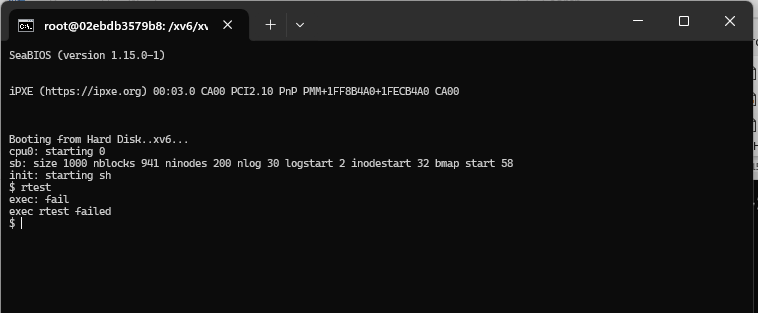 root@02ebdb3579b8: /xv6/xv
SeaBIOS (version 1.15.0-1)
iPXE (https://ipxe.org) 00:03.0 CA00 PCI2.10 PnP PMM+1FF8B4A0+1FECB4A0 CA00
Booting from Hard Disk..xv6...
cpu0: starting 0
sb: size 1000 nblocks 941 ninodes 200 nlog 30 logstart 2 inodestart 32 bmap start 58
init: starting sh
$ rtest
exec: fail
exec rtest failed
$